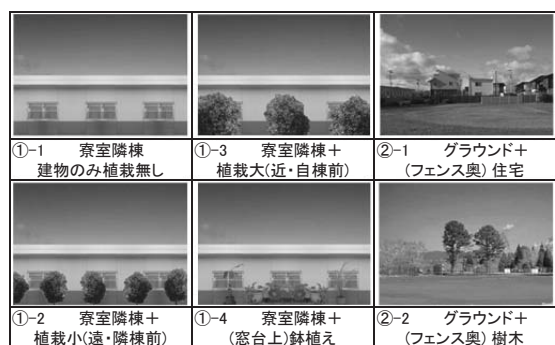 ①-1 寮室隣棟
建物のみ植栽無し
①-3 寮室隣棟+
植栽大(近・自棟前)
②-1 グラウンド+
(フェンス奥) 住宅
①-2 寮室隣棟+
植栽小(遠・隣棟前)
①-4 寮室隣棟+
(窓台上)鉢植え
②-2 グラウンド+
(フェンス奥) 樹木